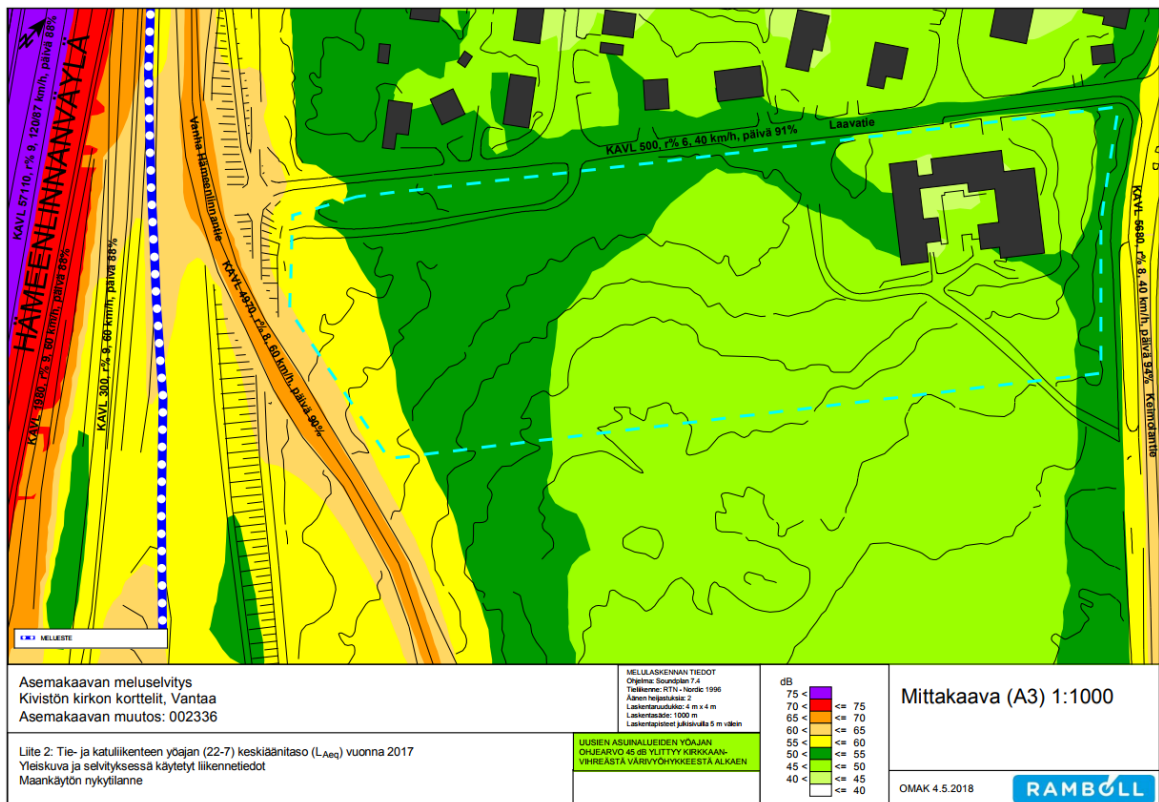 KAVL 57110, r% 9, 120/87 km/h, päivä 88%
HÄMEENLINNANVÄYLÄ
KAVL 1980, r% 9, 60 km/h, päivä 88%
KAVL 300, r% 9, 60 km/h, päivä 88%
Vanha Hämeenlinnantie
KAVL 4970, r% 8, 60 km/h, päivä 90%
KAVL 500, r% 6, 40 km/h, päivä 91%
Laavatie
KAVL 5680, r% 8, 40 km/h, päivä 94%
Keimolantie
MELUESTE
Asemakaavan meluselvitys
Kivistön kirkon korttelit, Vantaa
Asemakaavan muutos: 002336
Liite 2: Tie- ja katuliikenteen yöajan (22-7) keskiäänitaso (LAeq) vuonna 2017
Yleiskuva ja selvityksessä käytetyt liikennetiedot
Maankäytön nykytilanne
MELULASKENNAN TIEDOT
Ohjelma: Soundplan 7.4
Tieliikenne: RTN - Nordic 1996
Äänen heijastuksia: 2
Laskentaruudukko: 4 m x 4 m
Laskentasäde: 1000 m
Laskentapisteet julkisivuilla 5 m välein
UUSIEN ASUINALUEIDEN YÖAJAN
OHJEARVO 45 dB YLITTYY KIRKKAAN-
VIHREÄSTÄ VÄRIVYÖHYKKEESTÄ ALKAEN
dB
75 <
70 < <= 75
65 < <= 70
60 < <= 65
55 < <= 60
50 < <= 55
45 < <= 50
40 < <= 45
<= 40
Mittakaava (A3) 1:1000
OMAK 4.5.2018
RAMBOLL